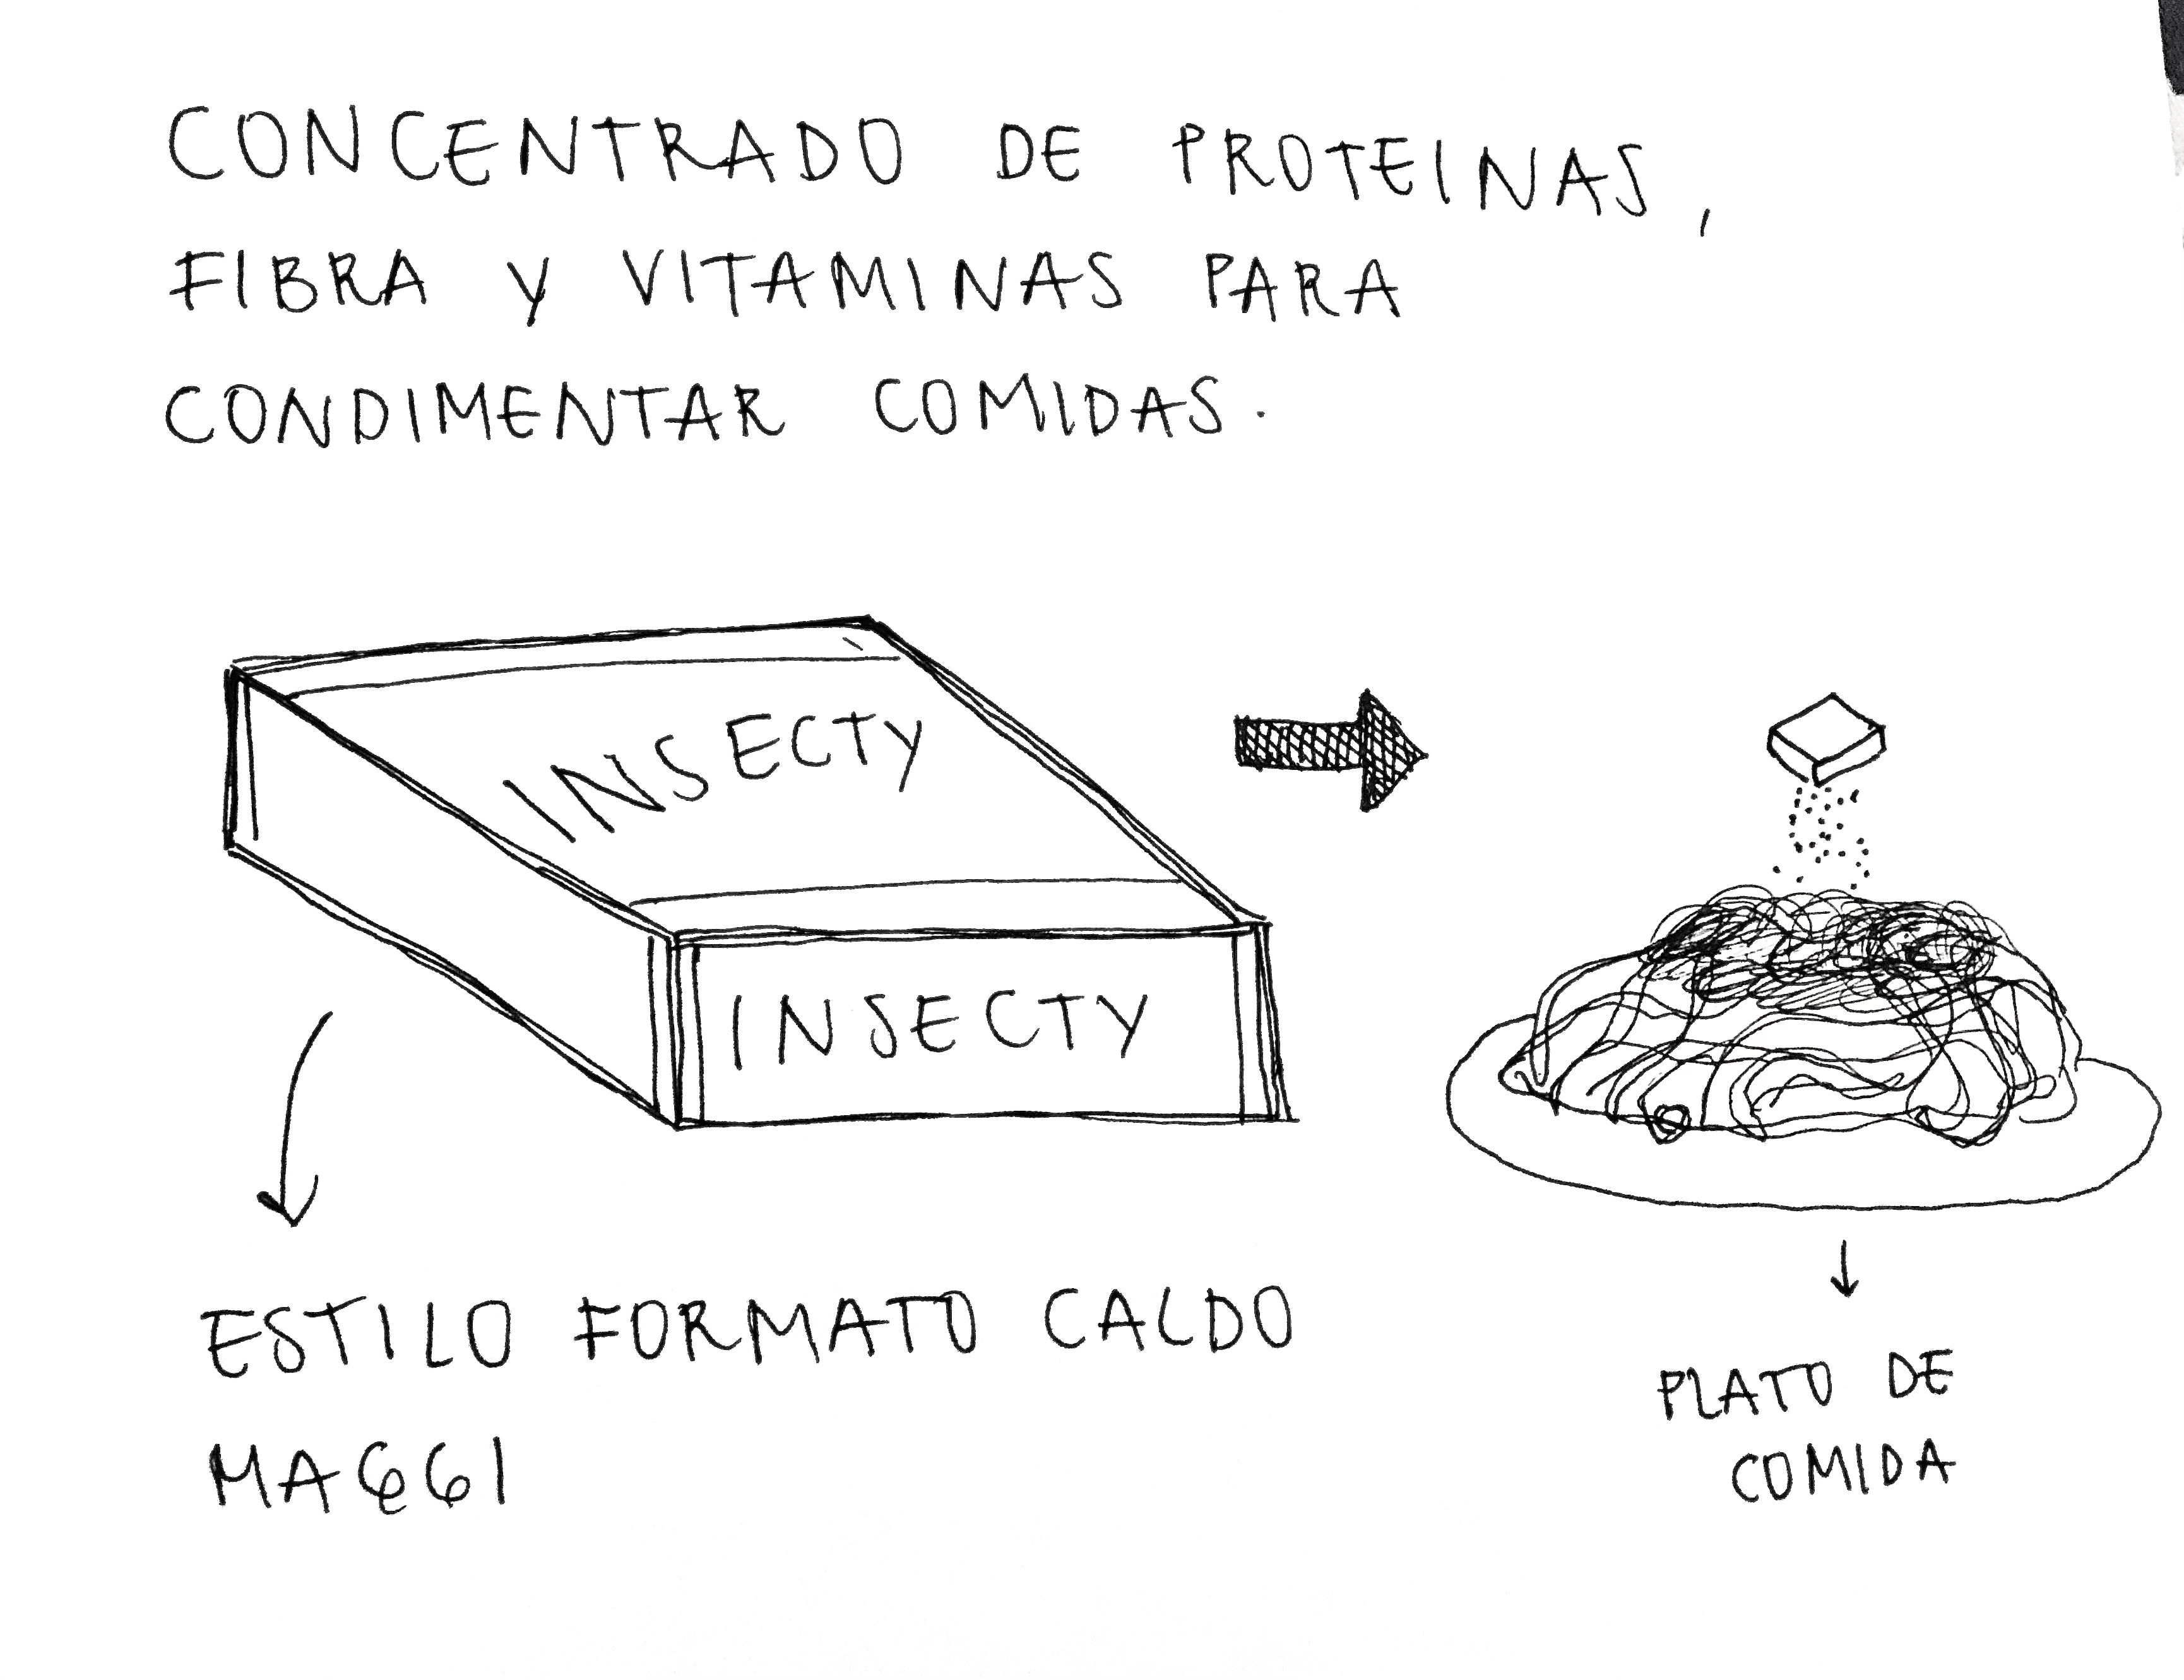 CONCENTRADO DE PROTEINAS,
FIBRA Y VITAMINAS PARA
CONDIMENTAR COMIDAS.
INSECTY
INSECTY
ESTILO FORMATO CALDO
MAGGI
PLATO DE
COMIDA